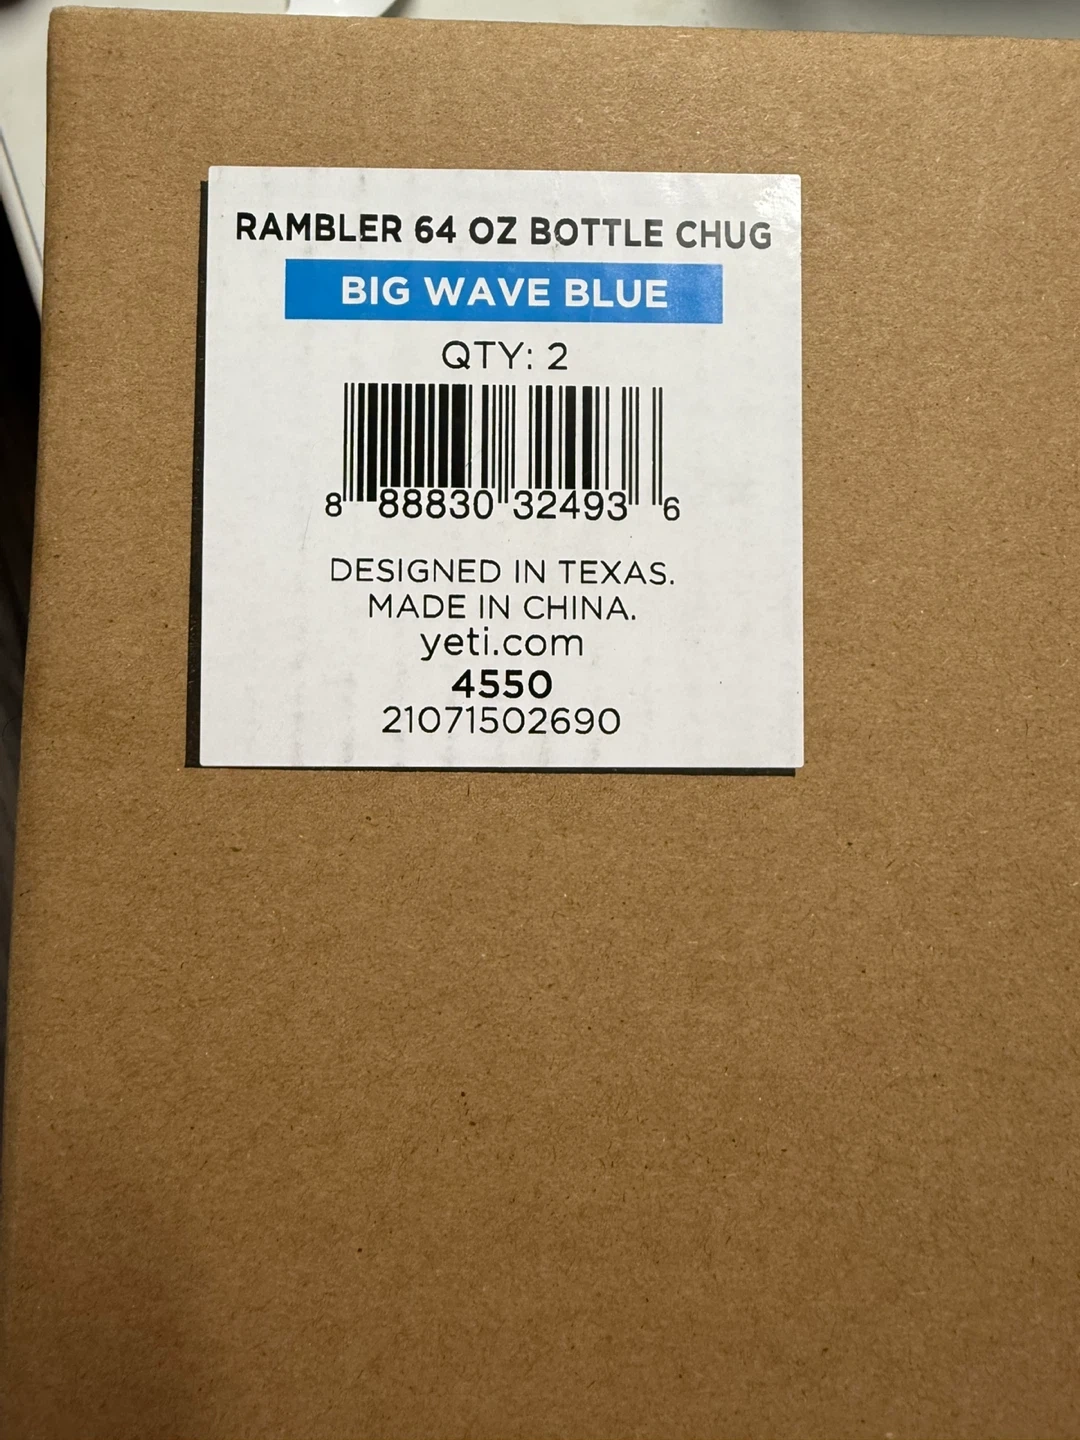 RAMBLER 64 OZ BOTTLE CHUG
BIG WAVE BLUE
QTY: 2
8 88830 32493 6
DESIGNED IN TEXAS.
MADE IN CHINA.
yeti.com
4550
21071502690